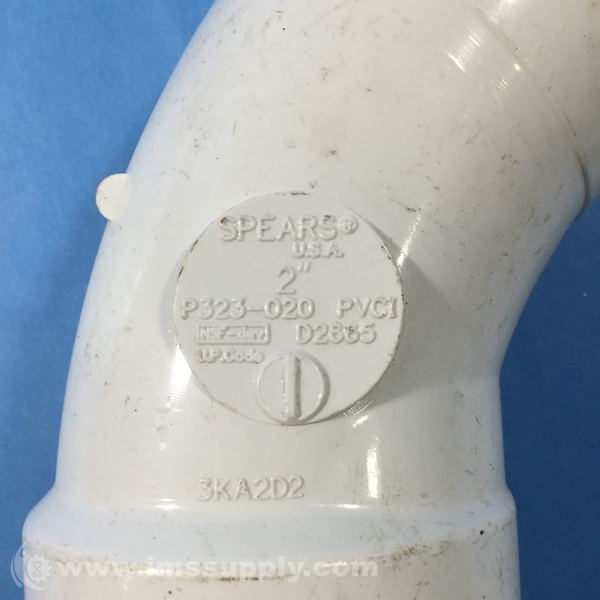 SPEARS®
U.S.A.
2"
P323-020 PVC1
NSF-dwv D2665
U.P.Code
3KA2D2
© www.imssupply.com